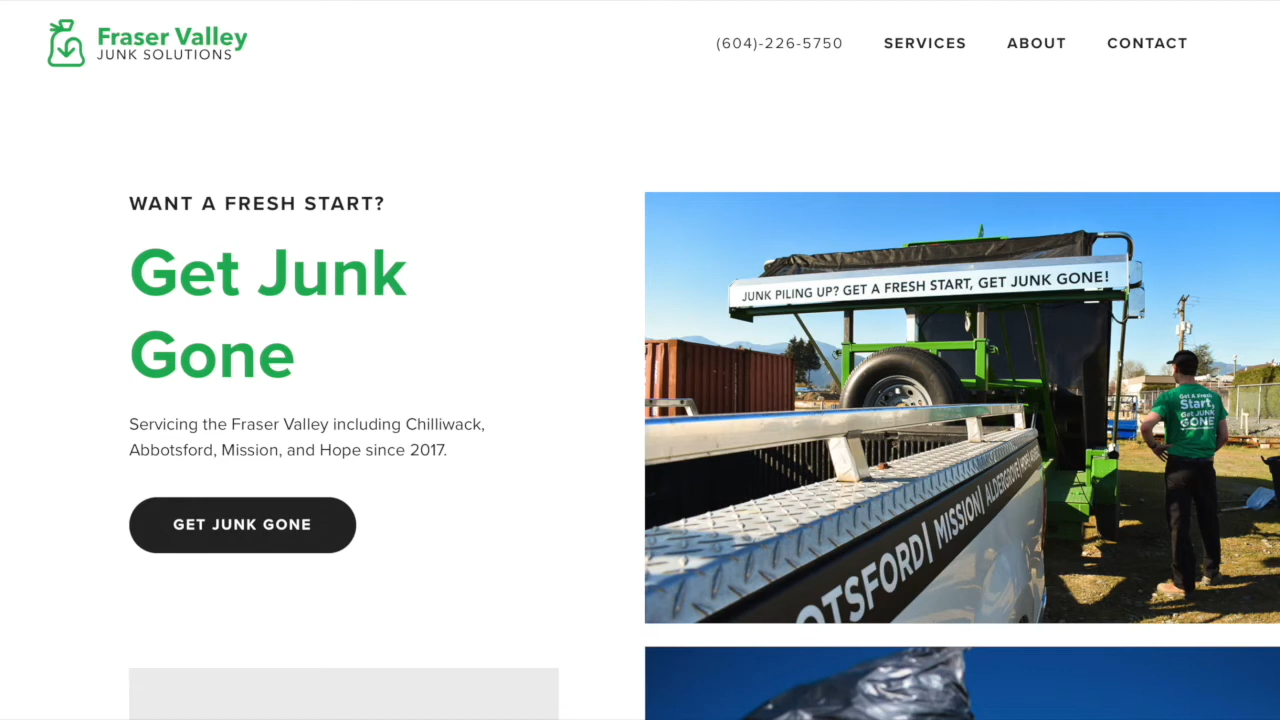 Fraser Valley
JUNK SOLUTIONS
(604)-226-5750
SERVICES
ABOUT
CONTACT
WANT A FRESH START?
Get Junk
Gone
Servicing the Fraser Valley including Chilliwack,
Abbotsford, Mission, and Hope since 2017.
GET JUNK GONE
JUNK PILING UP? GET A FRESH START, GET JUNK GONE!
Get A Fresh
Start,
Get JUNK
GONE
OTSFORD| MISSION| ALDERGROVE| HOPE|